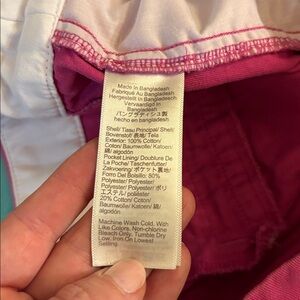 Made in Bangladesh
Fabriqué Au Bangladesh
Hergestellt in Bangladesh
Vervaardigd in
Bangladesh
バングラディシュ製
hecho en bangladesh
Shell/ Tissu Principal/ Shell/
Bovenstof/ 表地/ Tela
Exterior: 100% Cotton/
Coton/ Baumwolle/ Katoen/
綿/ algodón
Pocket Lining/ Doublure De
La Poche/ Taschenfutter/
Zakvoering/ポケット裏地/
Forro Del Bolsillo: 80%
Polyester/ Polyester/
Polyester/ Polyester/ ポリ
エステル/ poliéster
20% Cotton/ Coton/
Baumwolle/ Katoen/ 綿/
algodón
Machine Wash Cold. With
Like Colors. Non-chlorine
Bleach Only. Tumble Dry
Low. Iron on Lowest
Setting.